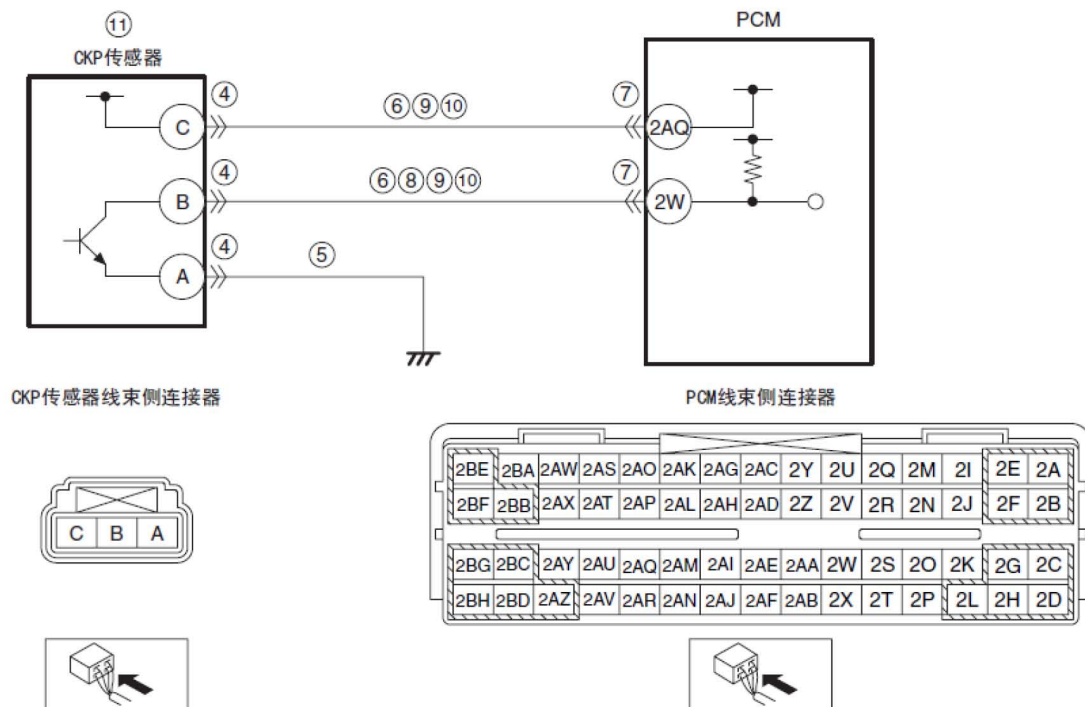 ⑪
CKP传感器
PCM
C ④ ⑥⑨⑩ ⑦ 2AQ
B ④ ⑥⑧⑨⑩ ⑦ 2W
A ④ ⑤
CKP传感器线束侧连接器
PCM线束侧连接器
C B A
2BE 2BA 2AW 2AS 2AO 2AK 2AG 2AC 2Y 2U 2Q 2M 2I 2E 2A
2BF 2BB 2AX 2AT 2AP 2AL 2AH 2AD 2Z 2V 2R 2N 2J 2F 2B
2BG 2BC 2AY 2AU 2AQ 2AM 2AI 2AE 2AA 2W 2S 2O 2K 2G 2C
2BH 2BD 2AZ 2AV 2AR 2AN 2AJ 2AF 2AB 2X 2T 2P 2L 2H 2D